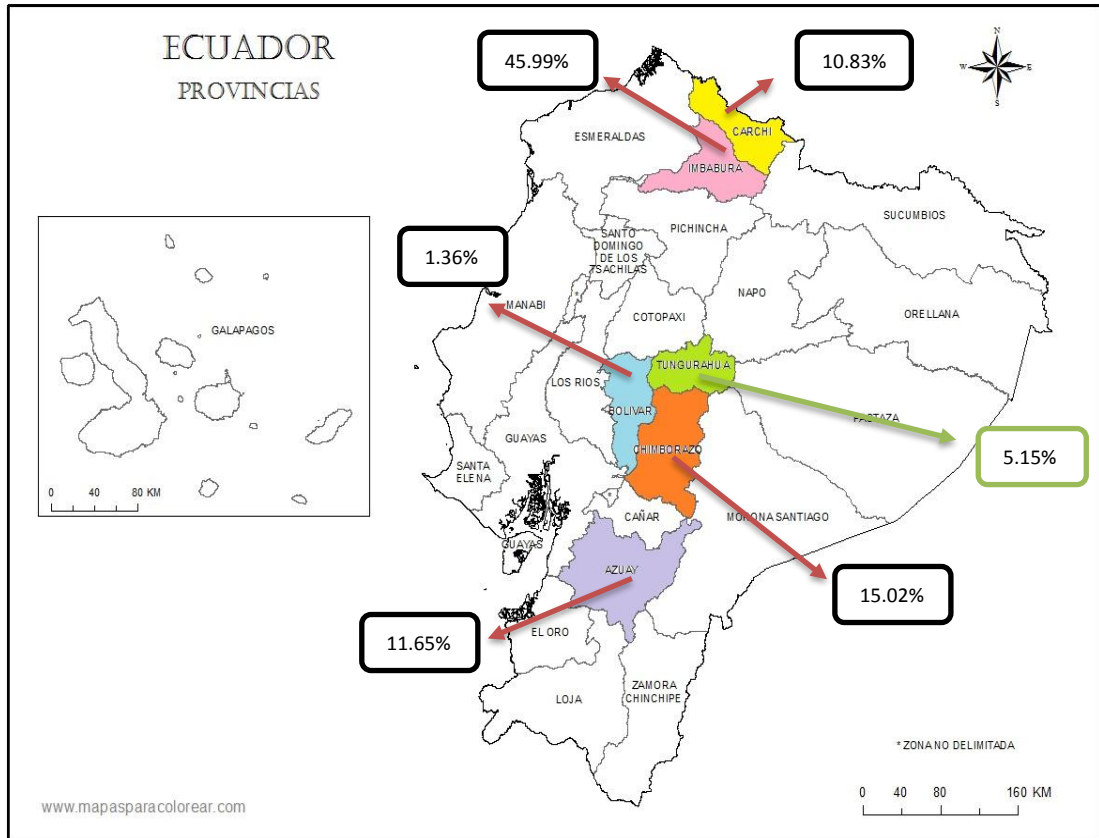 ECUADOR
PROVINCIAS
45.99%
10.83%
N
W
E
S
ESMERALDAS
CARCHI
IMBABURA
SUCUMBIOS
PICHINCHA
SANTO
DOMINGO
DE LOS
TSACHILAS
1.36%
NAPO
MANABI
ORELLANA
COTOPAXI
GALAPAGOS
TUNGURAHUA
LOS RIOS
BOLIVAR
PASTAZA
GUAYAS
CHIMBORAZO
5.15%
SANTA
ELENA
0 40 80 KM
CAÑAR
MORONA SANTIAGO
GUAYAS
AZUAY
15.02%
11.65%
EL ORO
ZAMORA
CHINCHIPE
LOJA
* ZONA NO DELIMITADA
www.mapasparacolorear.com
0 40 80 160 KM
*
*